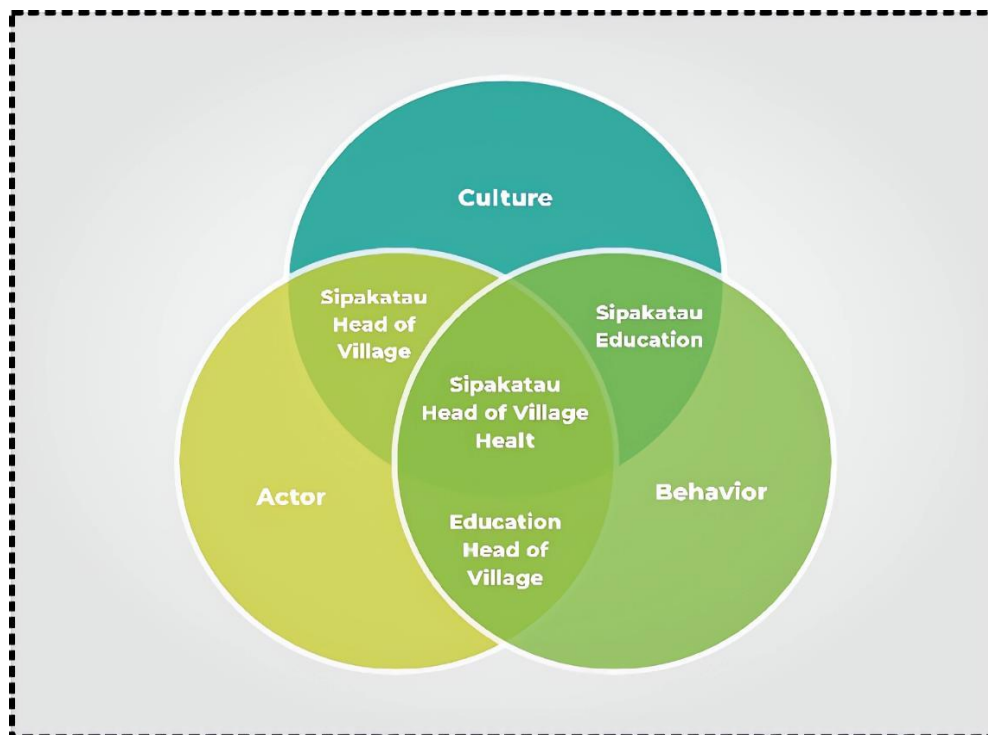 Culture
Sipakatau
Head of
Village
Sipakatau
Education
Sipakatau
Head of Village
Healt
Actor
Behavior
Education
Head of
Village